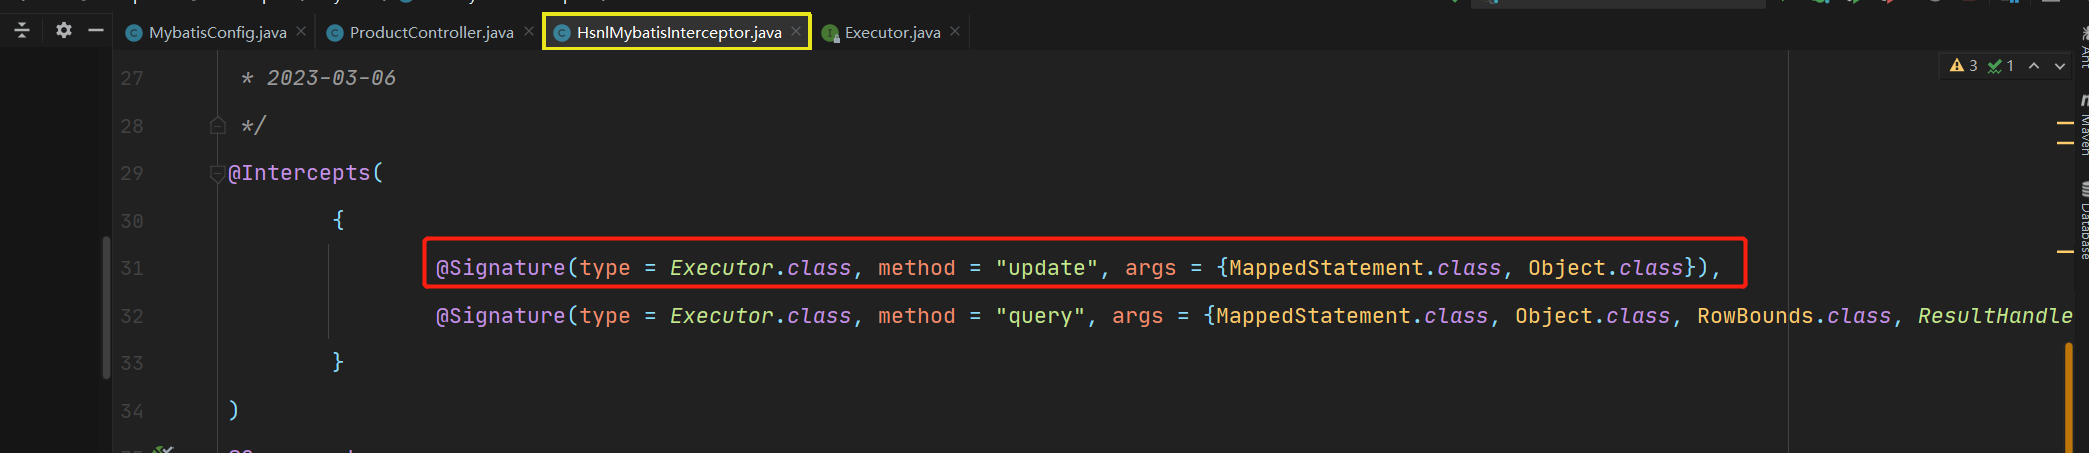 MybatisConfig.java ProductController.java HsnlMybatisInterceptor.java Executor.java
3 1
27 * 2023-03-06
28 */
29 @Intercepts(
30 {
31 @Signature(type = Executor.class, method = "update", args = {MappedStatement.class, Object.class}),
32 @Signature(type = Executor.class, method = "query", args = {MappedStatement.class, Object.class, RowBounds.class, ResultHandle
33 }
34 )
Ant
Maven
Database